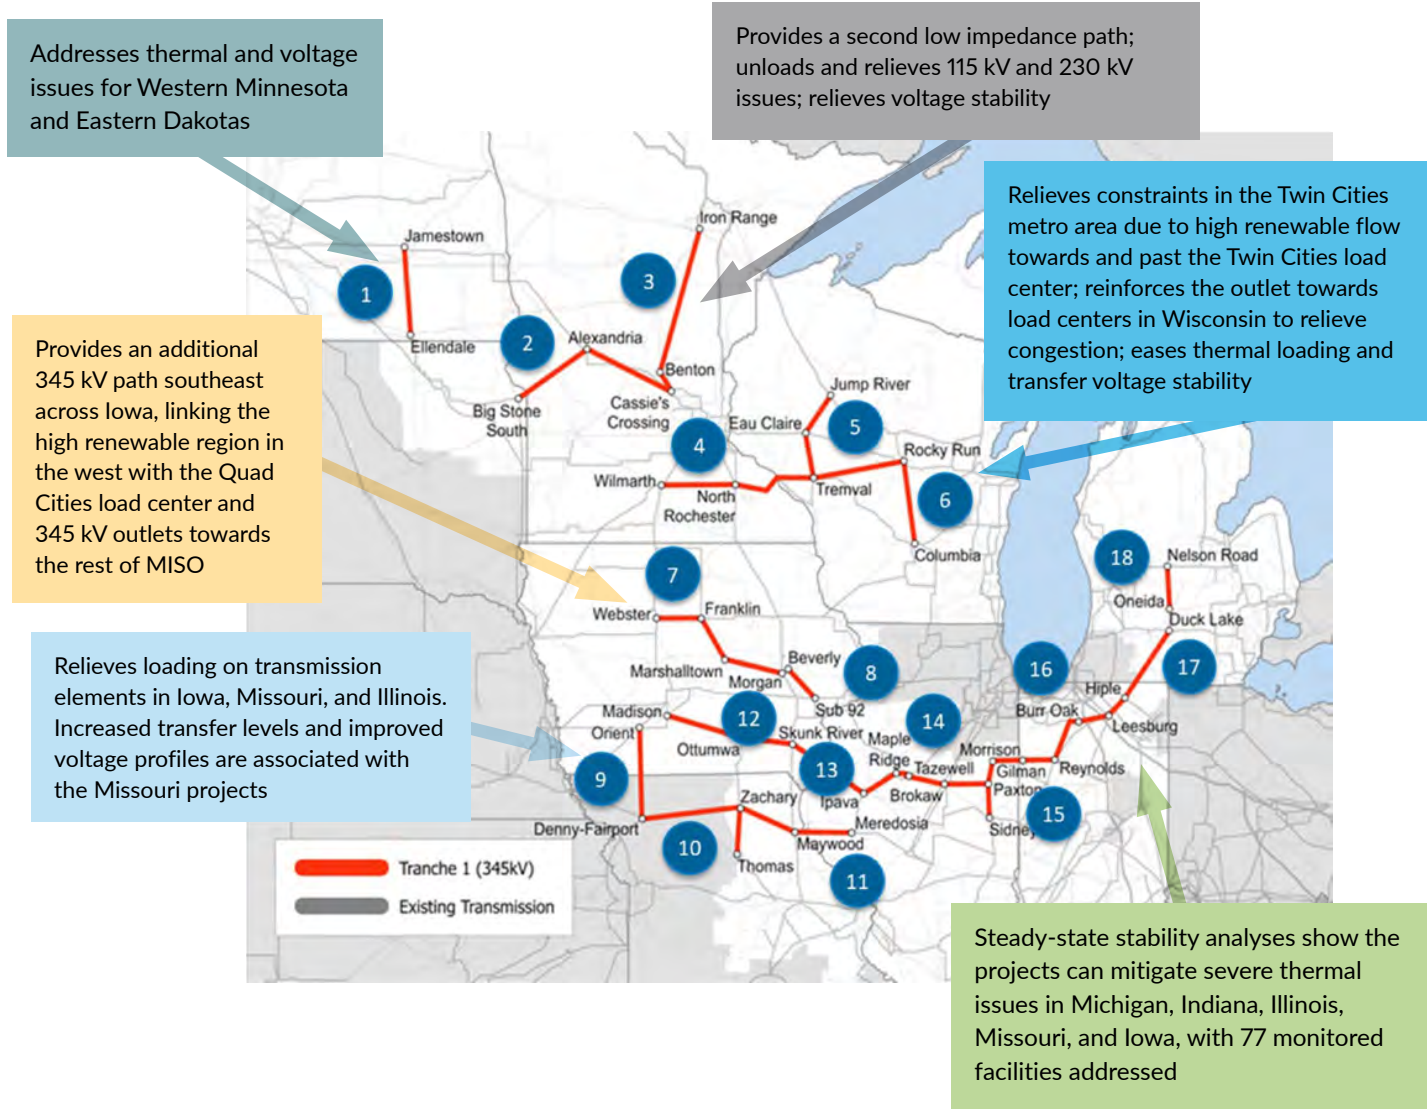 Addresses thermal and voltage
issues for Western Minnesota
and Eastern Dakotas
Provides a second low impedance path;
unloads and relieves 115 kV and 230 kV
issues; relieves voltage stability
Relieves constraints in the Twin Cities
metro area due to high renewable flow
towards and past the Twin Cities load
center; reinforces the outlet towards
load centers in Wisconsin to relieve
congestion; eases thermal loading and
transfer voltage stability
Provides an additional
345 kV path southeast
across Iowa, linking the
high renewable region in
the west with the Quad
Cities load center and
345 kV outlets towards
the rest of MISO
Relieves loading on transmission
elements in Iowa, Missouri, and Illinois.
Increased transfer levels and improved
voltage profiles are associated with
the Missouri projects
Steady-state stability analyses show the
projects can mitigate severe thermal
issues in Michigan, Indiana, Illinois,
Missouri, and Iowa, with 77 monitored
facilities addressed
Iron Range
Jamestown
3
1
Ellendale
2
Alexandria
Benton
Big Stone
South
Cassie's
Crossing
Jump River
Eau Claire
5
4
Rocky Run
Wilmarth
North
Rochester
Tremval
6
Columbia
18
Nelson Road
Oneida
Duck Lake
7
Webster
Franklin
Marshalltown
Morgan
Beverly
8
Sub 92
16
17
Hiple
Burr Oak
Leesburg
Madison
Orient
12
Ottumwa
Skunk River
14
Maple
Ridge
Tazewell
Morrison
Gilman
Reynolds
9
13
Ipava
Brokaw
Paxton
15
Sidney
Zachary
Denny-Fairport
Meredosia
Maywood
10
Thomas
11
Tranche 1 (345kV)
Existing Transmission